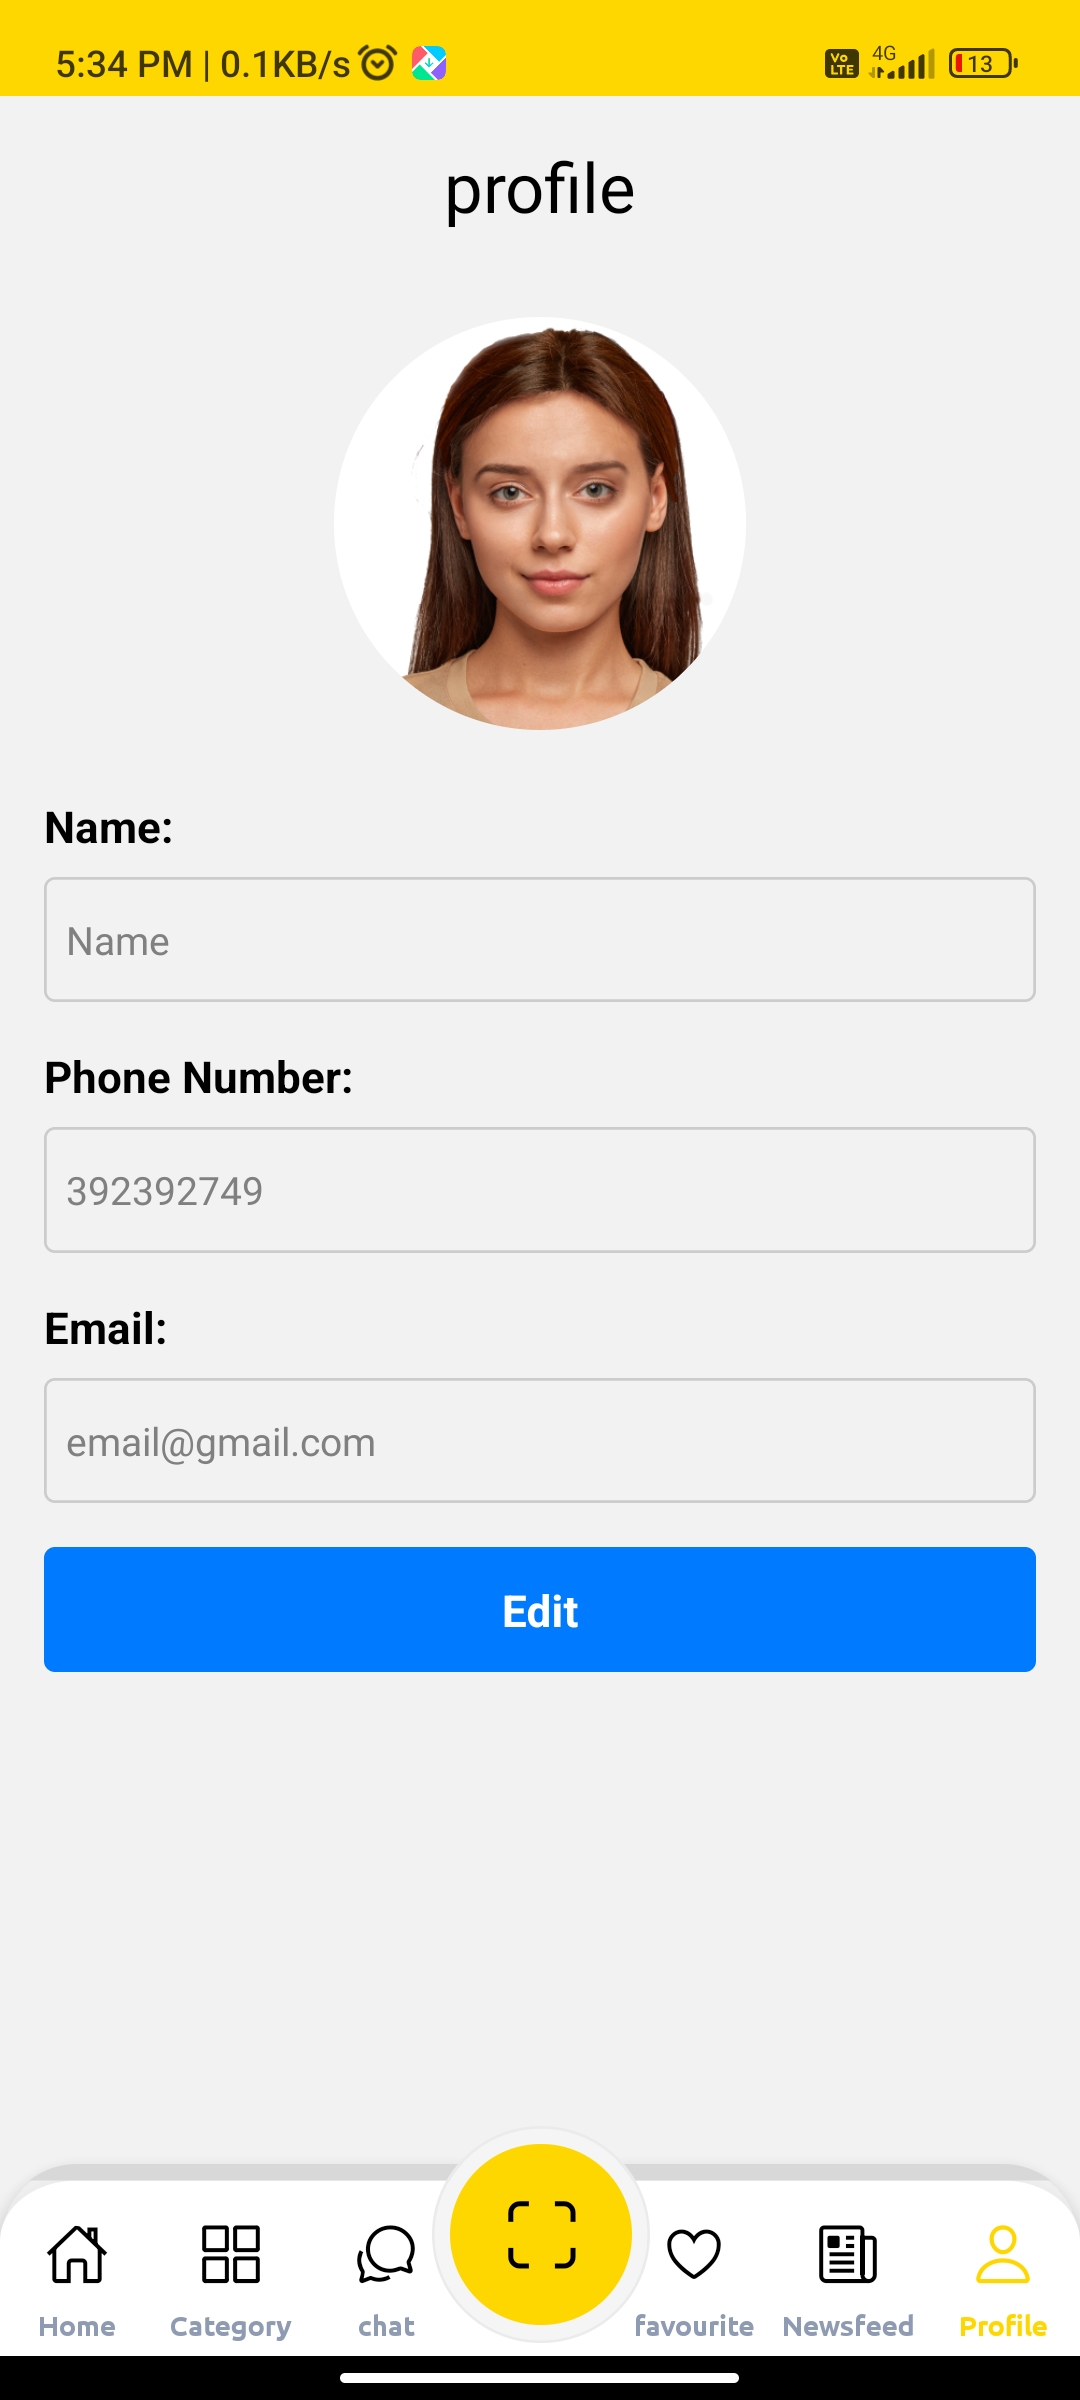 5:34 PM | 0.1KB/s
Vo LTE 4G 13
profile
Name:
Name
Phone Number:
392392749
Email:
email@gmail.com
Edit
Home Category chat favourite Newsfeed Profile